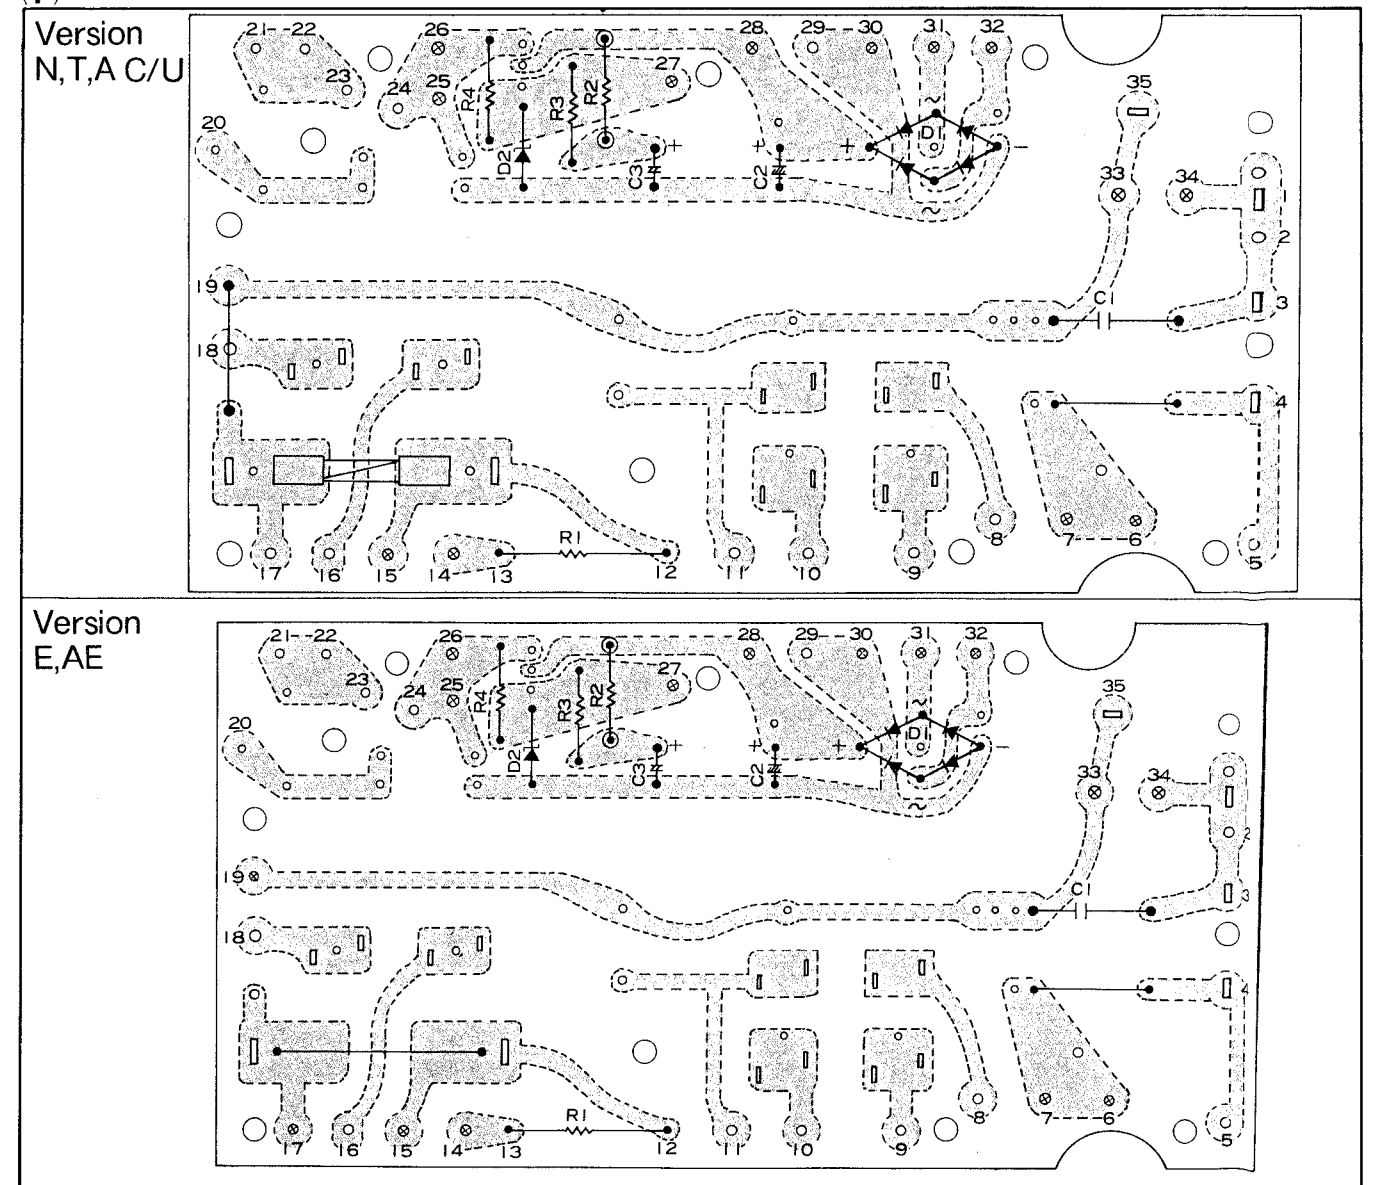 Version
N,T,A C/U
21 22 26 28 29 30 31 32
23 24 25 27 35
R4 R3 R2
20
D1
D2 C3 + + C2 + −
~
~
33 34 1
2
19
C1 3
18
4
R1
17 16 15 14 13 12 11 10 9 8 7 6 5
Version
E,AE
21 22 26 28 29 30 31 32
23 24 25 27 35
R4 R3 R2
20
D1
D2 C3 + + C2 + −
~
~
33 34
2
19
C1 3
18
4
R1
17 16 15 14 13 12 11 10 9 8 7 6 5